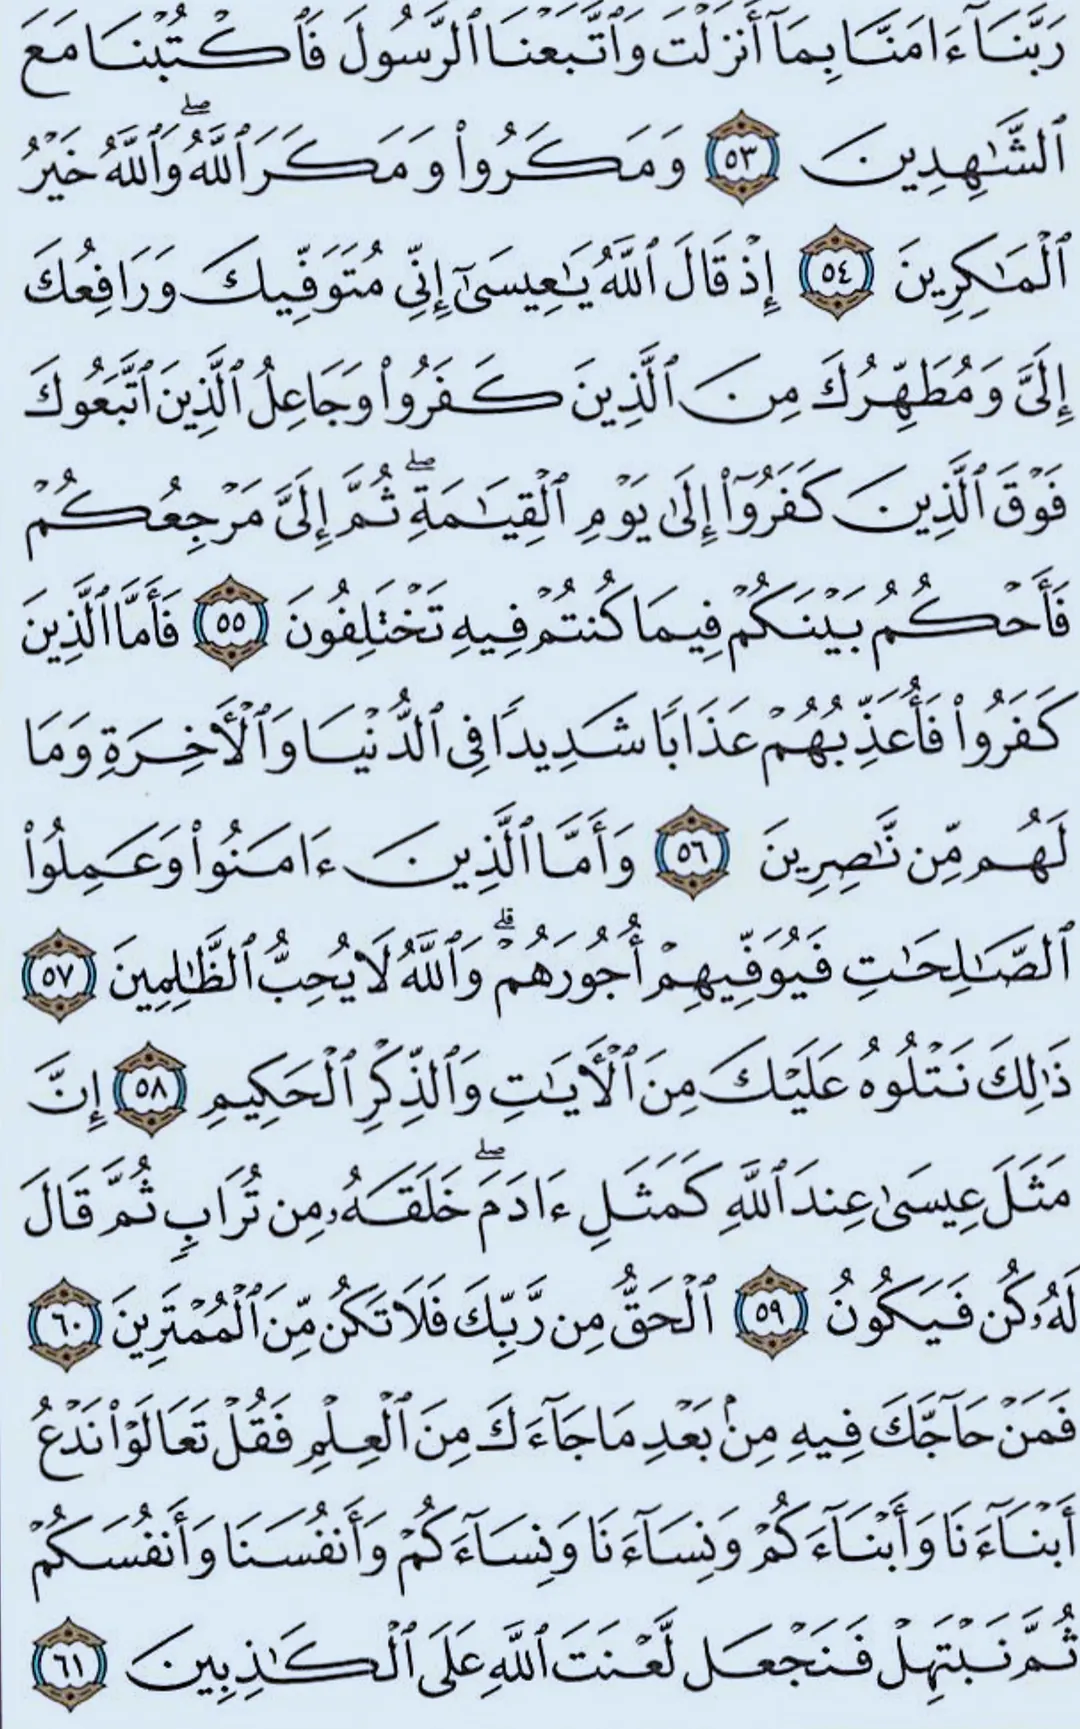 رَبَّنَآ ءَامَنَّا بِمَآ أَنزَلْتَ وَٱتَّبَعْنَا ٱلرَّسُولَ فَٱكْتُبْنَا مَعَ
ٱلشَّـٰهِدِينَ ٥٣ وَمَكَرُوا۟ وَمَكَرَ ٱللَّهُ ۖ وَٱللَّهُ خَيْرُ
ٱلْمَـٰكِرِينَ ٥٤ إِذْ قَالَ ٱللَّهُ يَـٰعِيسَىٰٓ إِنِّى مُتَوَفِّيكَ وَرَافِعُكَ
إِلَىَّ وَمُطَهِّرُكَ مِنَ ٱلَّذِينَ كَفَرُوا۟ وَجَاعِلُ ٱلَّذِينَ ٱتَّبَعُوكَ
فَوْقَ ٱلَّذِينَ كَفَرُوٓا۟ إِلَىٰ يَوْمِ ٱلْقِيَـٰمَةِ ۖ ثُمَّ إِلَىَّ مَرْجِعُكُمْ
فَأَحْكُمُ بَيْنَكُمْ فِيمَا كُنتُمْ فِيهِ تَخْتَلِفُونَ ٥٥ فَأَمَّا ٱلَّذِينَ
كَفَرُوا۟ فَأُعَذِّبُهُمْ عَذَابًا شَدِيدًا فِى ٱلدُّنْيَا وَٱلْـَٔاخِرَةِ وَمَا
لَهُم مِّن نَّـٰصِرِينَ ٥٦ وَأَمَّا ٱلَّذِينَ ءَامَنُوا۟ وَعَمِلُوا۟
ٱلصَّـٰلِحَـٰتِ فَيُوَفِّيهِمْ أُجُورَهُمْ ۗ وَٱللَّهُ لَا يُحِبُّ ٱلظَّـٰلِمِينَ ٥٧
ذَٰلِكَ نَتْلُوهُ عَلَيْكَ مِنَ ٱلْـَٔايَـٰتِ وَٱلذِّكْرِ ٱلْحَكِيمِ ٥٨ إِنَّ
مَثَلَ عِيسَىٰ عِندَ ٱللَّهِ كَمَثَلِ ءَادَمَ ۖ خَلَقَهُۥ مِن تُرَابٍ ثُمَّ قَالَ
لَهُۥ كُن فَيَكُونُ ٥٩ ٱلْحَقُّ مِن رَّبِّكَ فَلَا تَكُن مِّنَ ٱلْمُمْتَرِينَ ٦٠
فَمَنْ حَآجَّكَ فِيهِ مِنۢ بَعْدِ مَا جَآءَكَ مِنَ ٱلْعِلْمِ فَقُلْ تَعَالَوْا۟ نَدْعُ
أَبْنَآءَنَا وَأَبْنَآءَكُمْ وَنِسَآءَنَا وَنِسَآءَكُمْ وَأَنفُسَنَا وَأَنفُسَكُمْ
ثُمَّ نَبْتَهِلْ فَنَجْعَل لَّعْنَتَ ٱللَّهِ عَلَى ٱلْكَـٰذِبِينَ ٦١